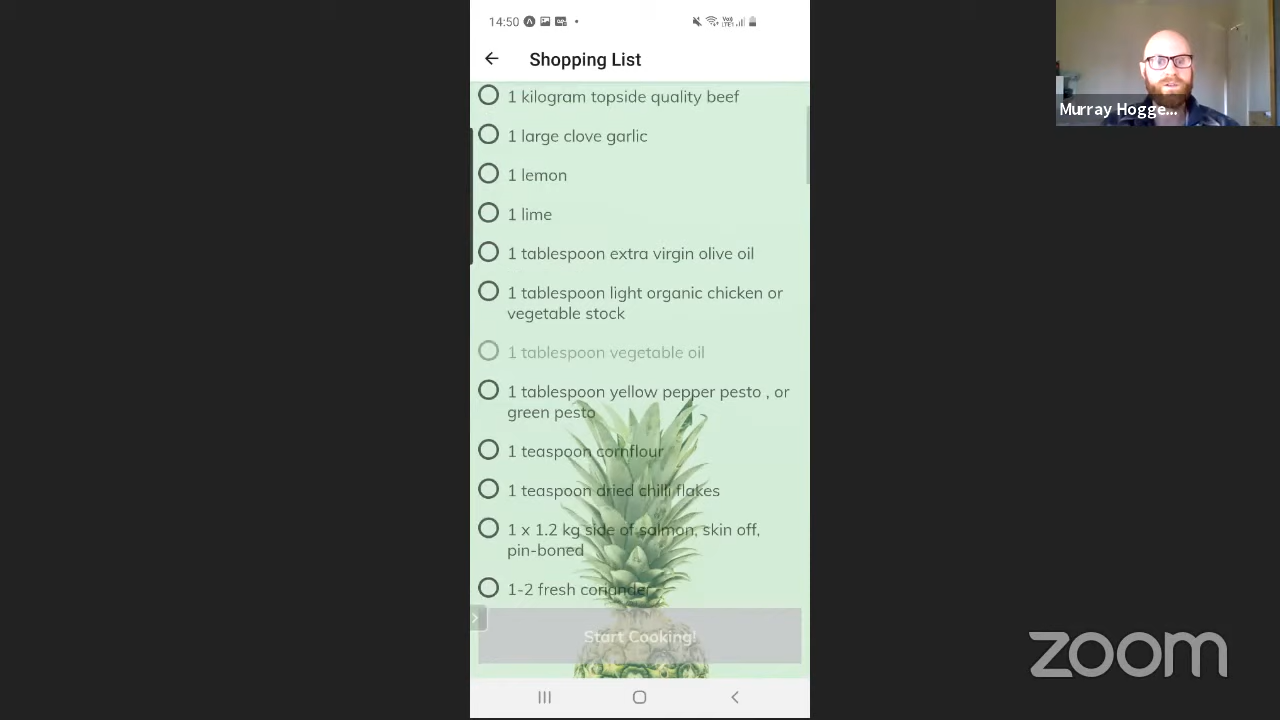 14:50
Shopping List
1 kilogram topside quality beef
1 large clove garlic
1 lemon
1 lime
1 tablespoon extra virgin olive oil
1 tablespoon light organic chicken or
vegetable stock
1 tablespoon vegetable oil
1 tablespoon yellow pepper pesto , or
green pesto
1 teaspoon cornflour
1 teaspoon dried chilli flakes
1 x 1.2 kg side of salmon, skin off,
pin-boned
1-2 fresh coriander
Start Cooking!
Murray Hogge...
zoom